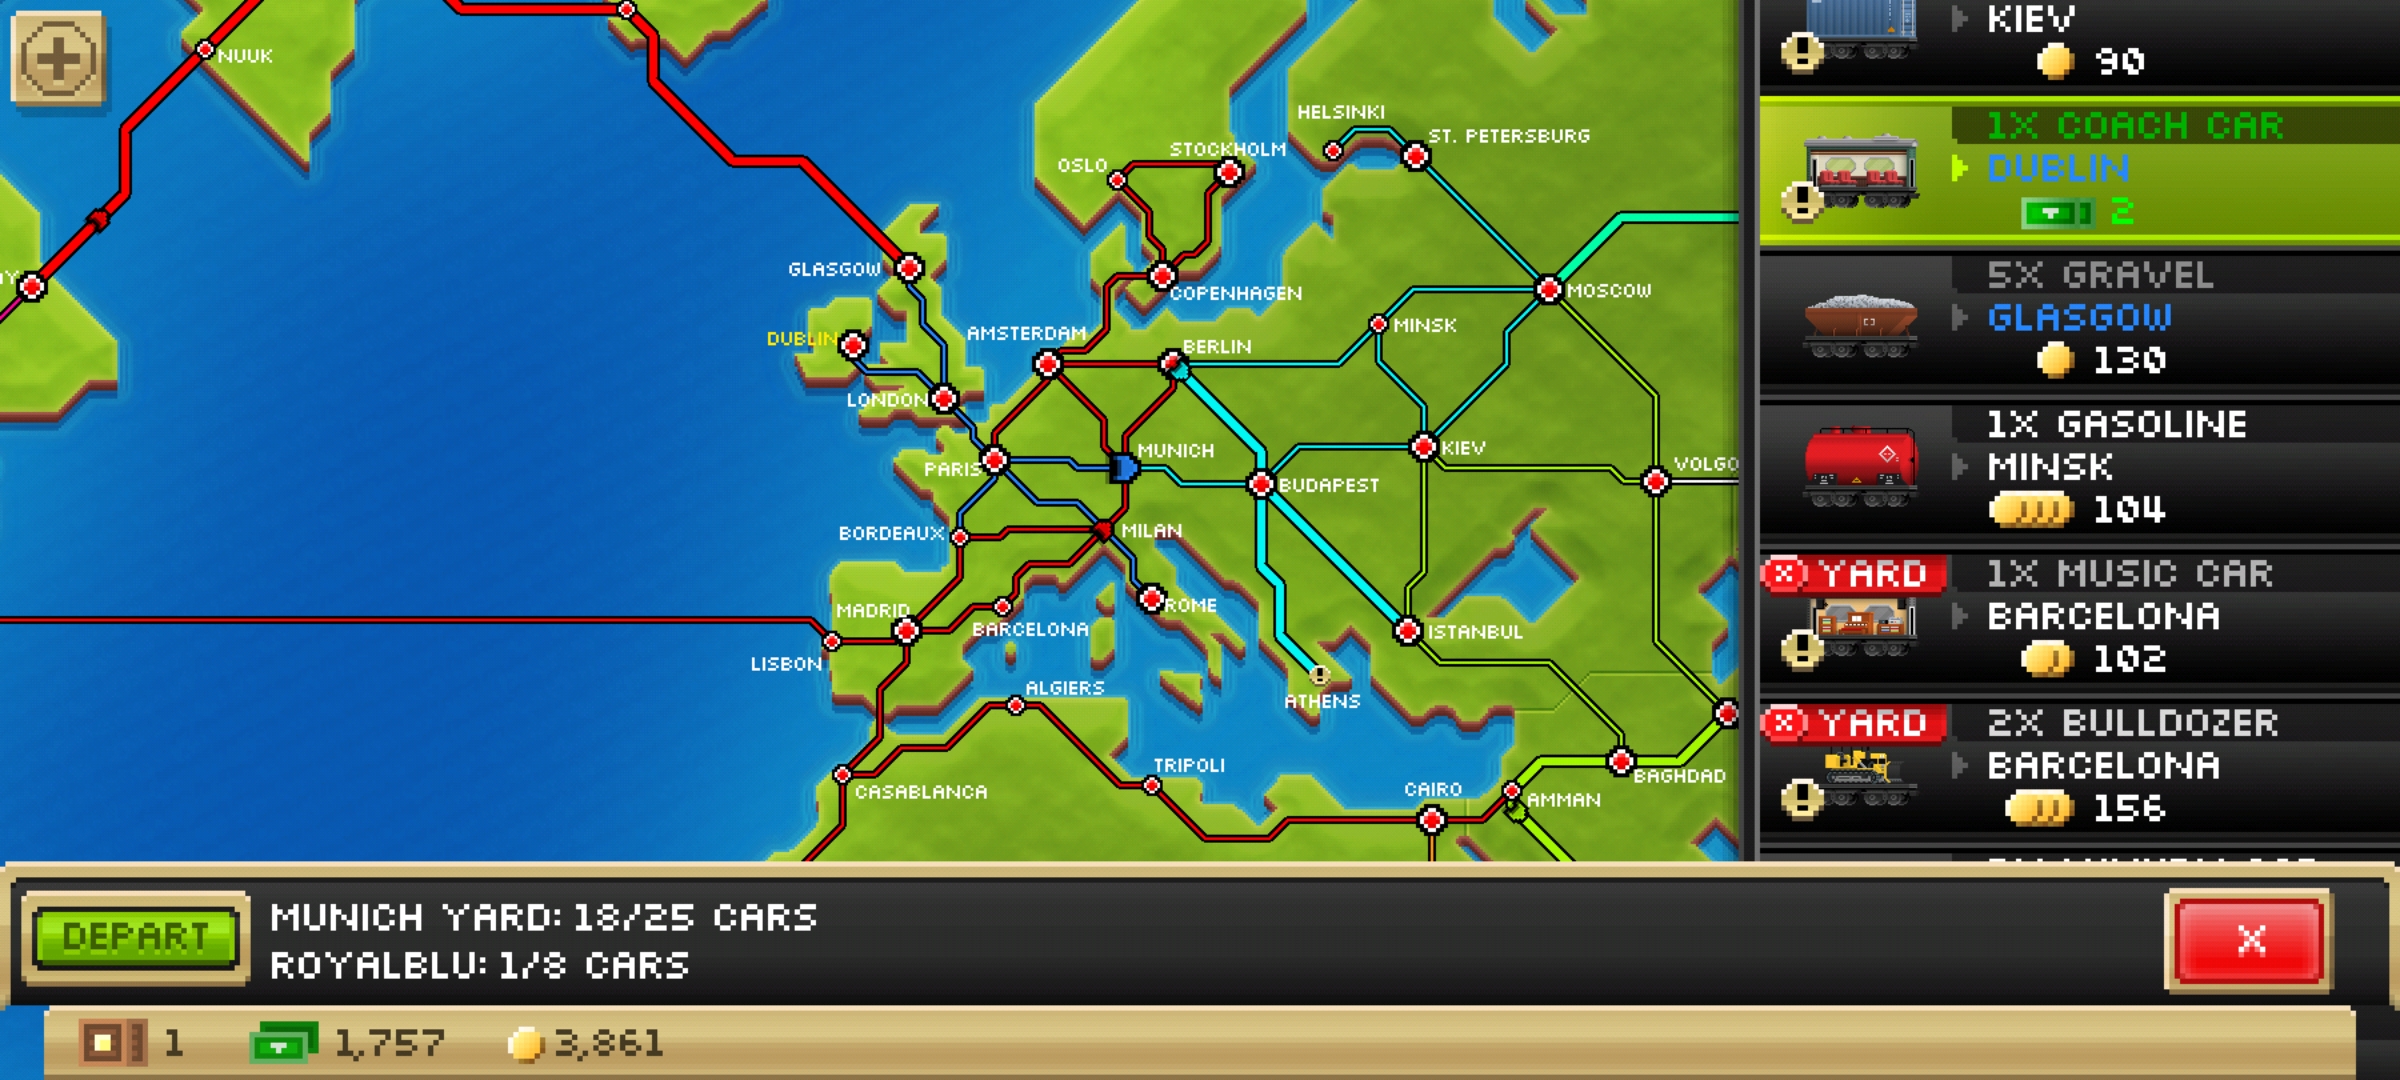 NUUK
HELSINKI
ST. PETERSBURG
STOCKHOLM
OSLO
GLASGOW
COPENHAGEN
MOSCOW
MINSK
DUBLIN
AMSTERDAM
BERLIN
LONDON
PARIS
MUNICH
KIEV
BUDAPEST
VOLGO
BORDEAUX
MILAN
MADRID
ROME
BARCELONA
ISTANBUL
LISBON
ALGIERS
ATHENS
TRIPOLI
CASABLANCA
CAIRO
AMMAN
BAGHDAD
KIEV
90
1X COACH CAR
DUBLIN
2
5X GRAVEL
GLASGOW
130
1X GASOLINE
MINSK
104
YARD
1X MUSIC CAR
BARCELONA
102
YARD
2X BULLDOZER
BARCELONA
156
DEPART
MUNICH YARD: 18/25 CARS
ROYALBLU: 1/8 CARS
X
1
1,757
3,861